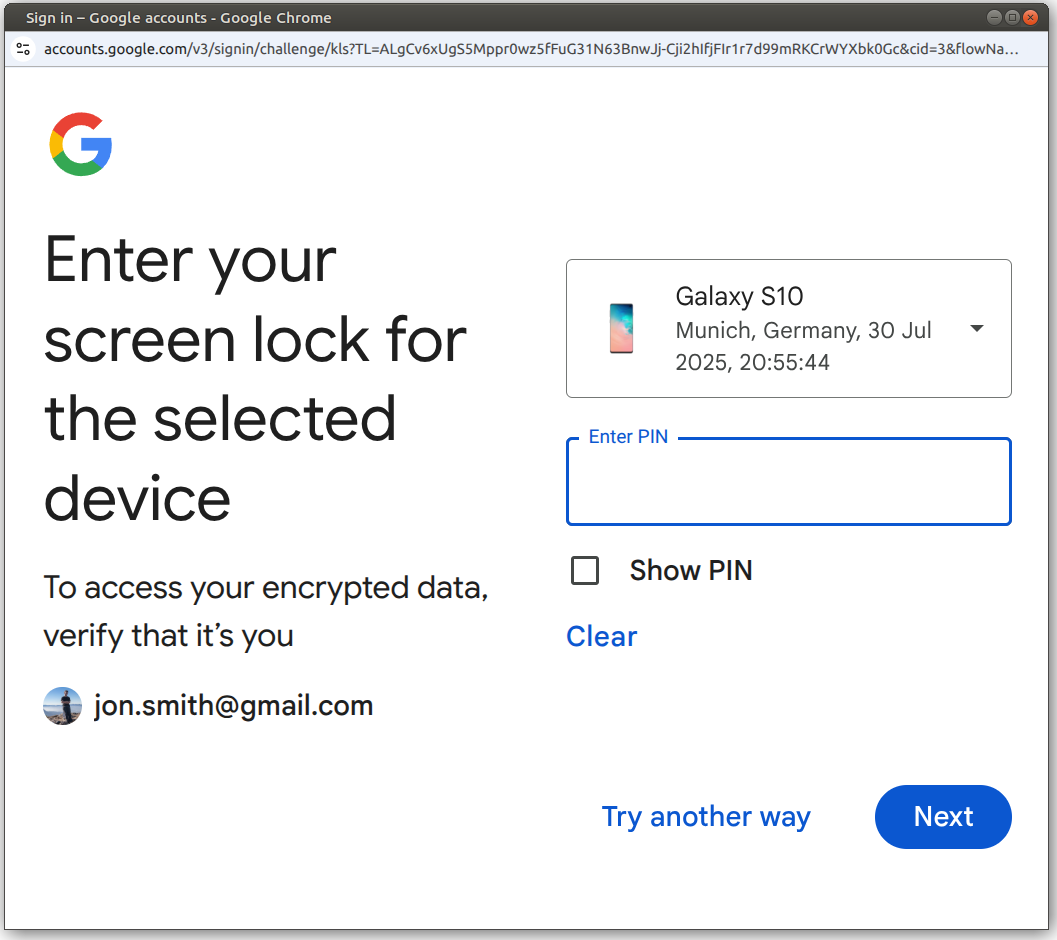 Sign in – Google accounts - Google Chrome
accounts.google.com/v3/signin/challenge/kls?TL=ALgCv6xUgS5Mppr0wz5fFuG31N63BnwJj-Cji2hIfjFIr1r7d99mRKCrWYXbk0Gc&cid=3&flowNa...
Enter your
screen lock for
the selected
device
To access your encrypted data,
verify that it's you
jon.smith@gmail.com
Galaxy S10
Munich, Germany, 30 Jul
2025, 20:55:44
Enter PIN
Show PIN
Clear
Try another way
Next